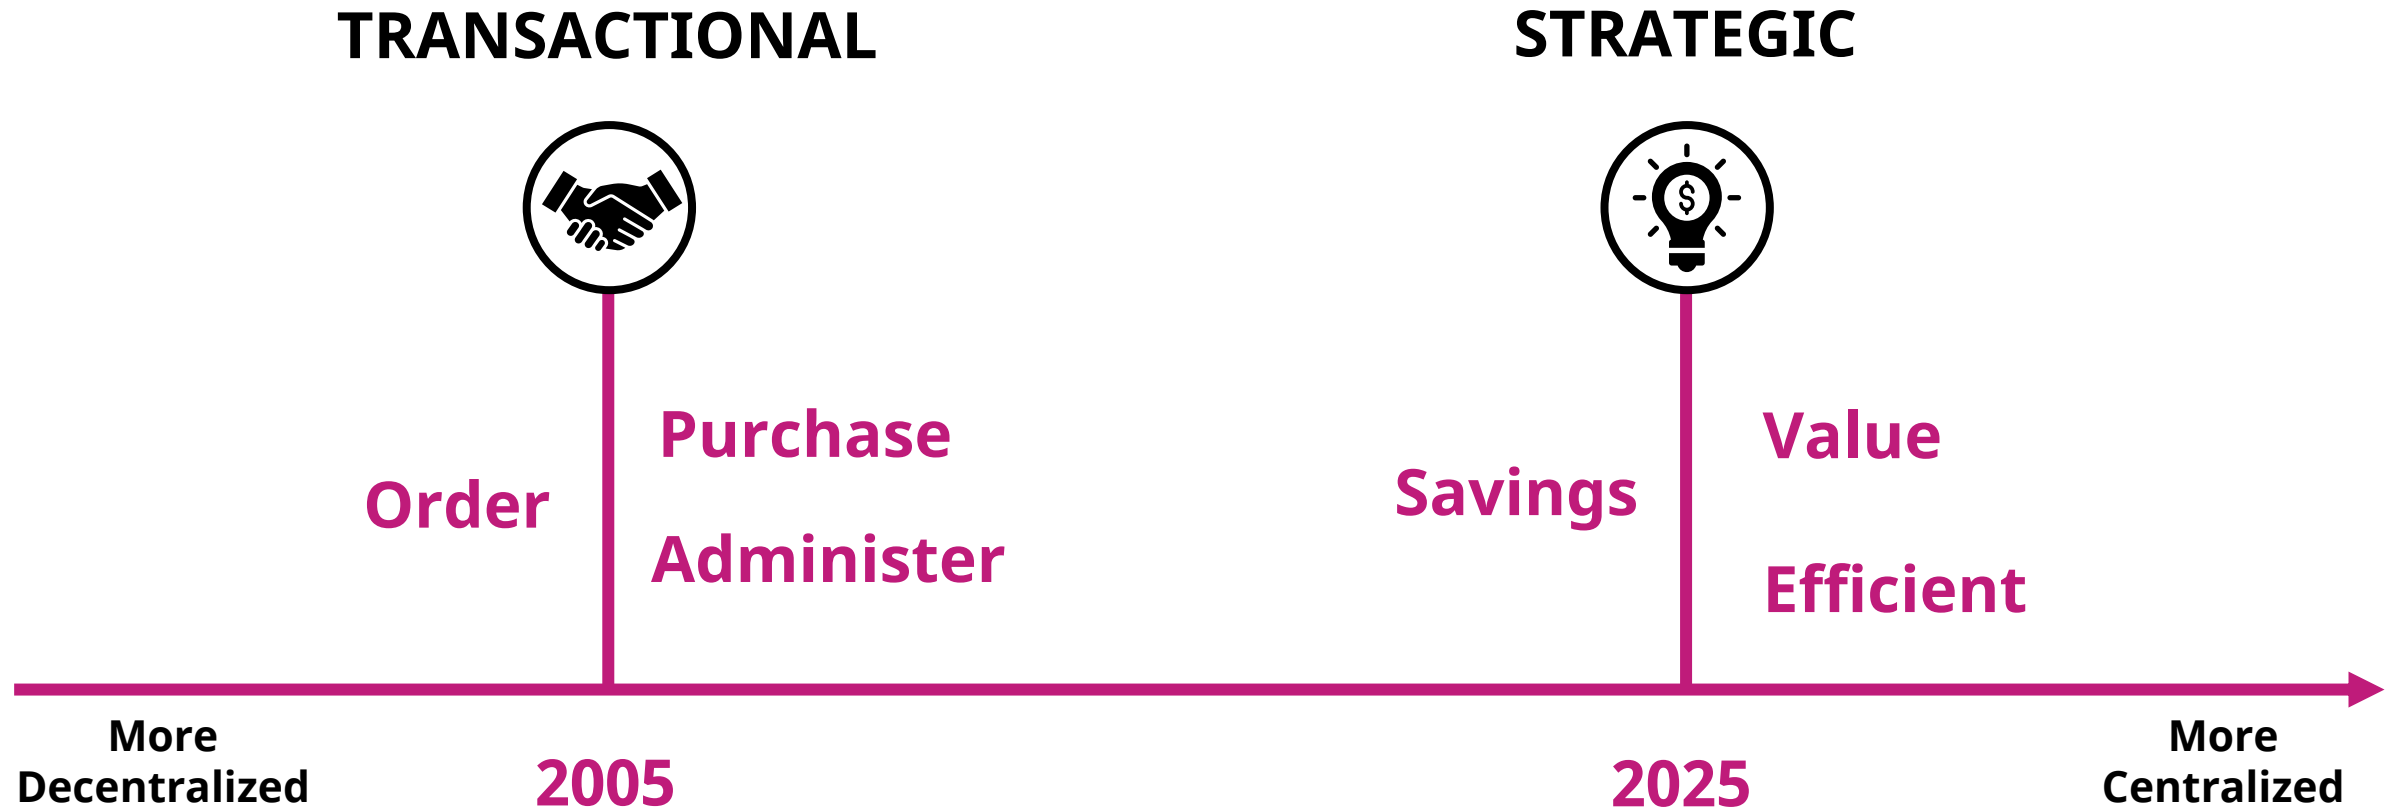 TRANSACTIONAL
STRATEGIC
$
Purchase
Order
Administer
Value
Savings
Efficient
More
Decentralized
2005
2025
More
Centralized